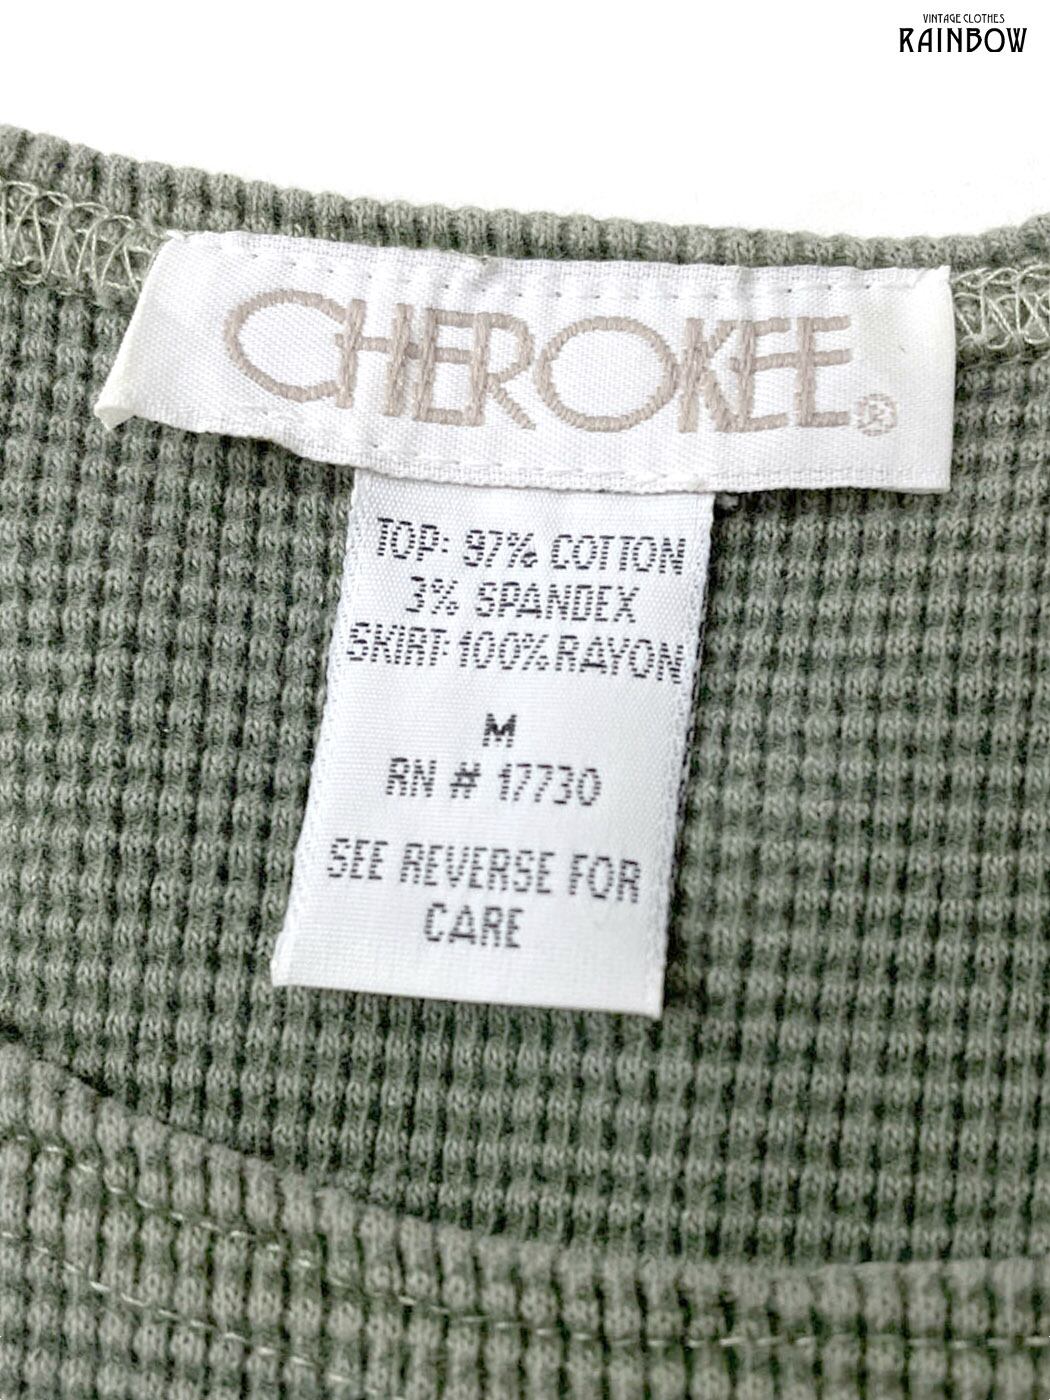 VINTAGE CLOTHES
RAINBOW
CHEROKEE®
TOP: 97% COTTON
3% SPANDEX
SKIRT-100% RAYON
M
RN # 17730
SEE REVERSE FOR
CARE